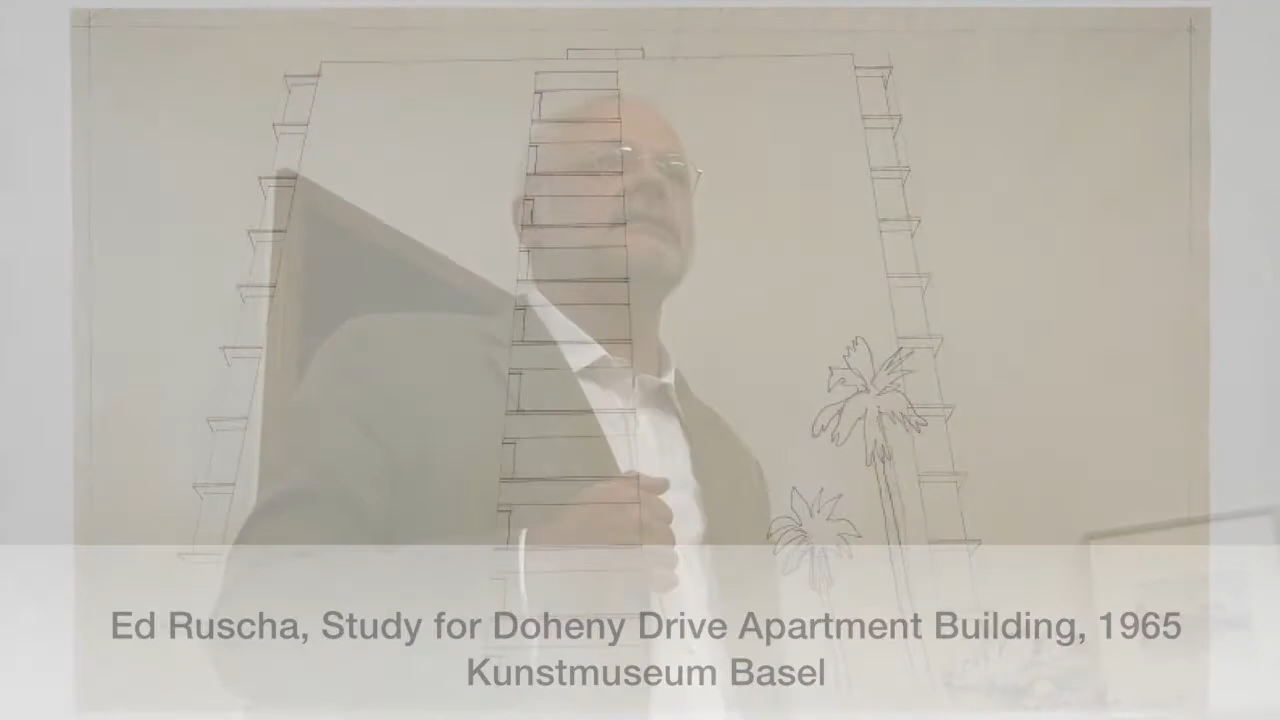 Ed Ruscha, Study for Doheny Drive Apartment Building, 1965
Kunstmuseum Basel